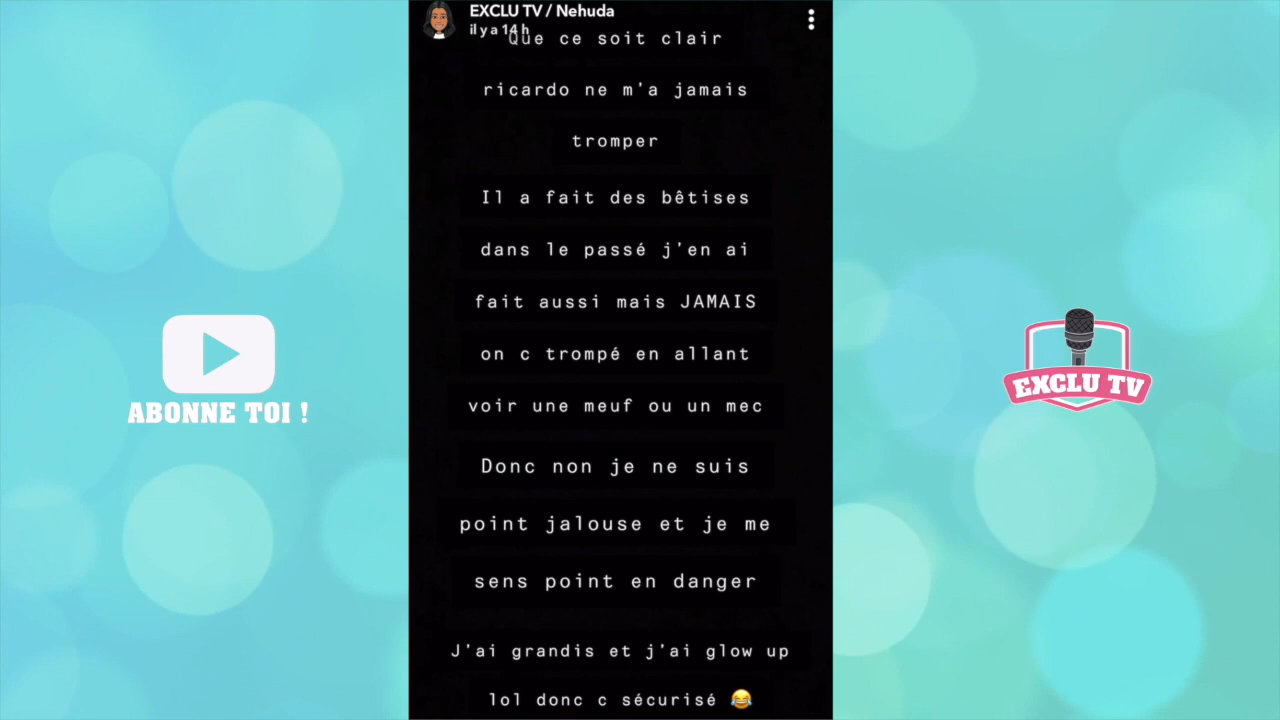 EXCLU TV / Nehuda
il y a 14 h
Que ce soit clair
ricardo ne m'a jamais
tromper
Il a fait des bêtises
dans le passé j'en ai
fait aussi mais JAMAIS
on c trompé en allant
voir une meuf ou un mec
Donc non je ne suis
point jalouse et je me
sens point en danger
J'ai grandis et j'ai glow up
lol donc c sécurisé 😂
ABONNE TOI !
EXCLU TV